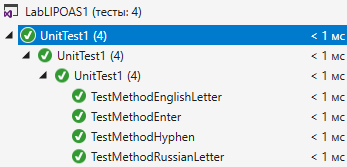 LabLIPOAS1 (тесты: 4)
UnitTest1 (4) < 1 мс
UnitTest1 (4) < 1 мс
UnitTest1 (4) < 1 мс
TestMethodEnglishLetter < 1 мс
TestMethodEnter < 1 мс
TestMethodHyphen < 1 мс
TestMethodRussianLetter < 1 мс